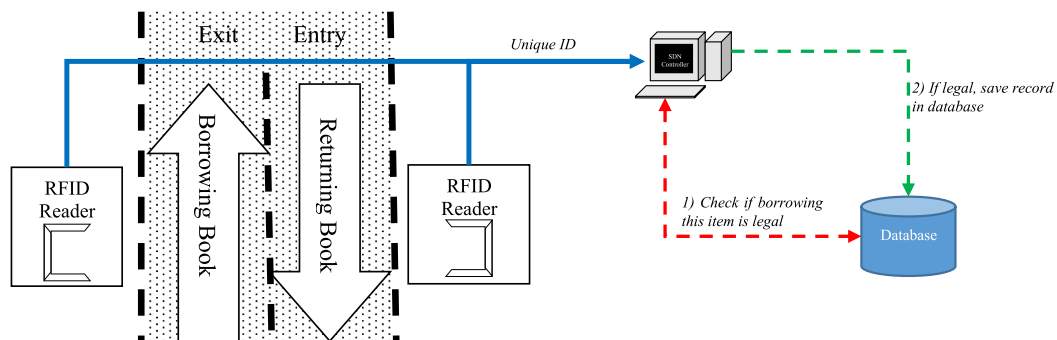 Exit
Entry
Unique ID
SDN
Controller
2) If legal, save record
in database
Borrowing Book
Returning Book
RFID
Reader
RFID
Reader
1) Check if borrowing
this item is legal
Database